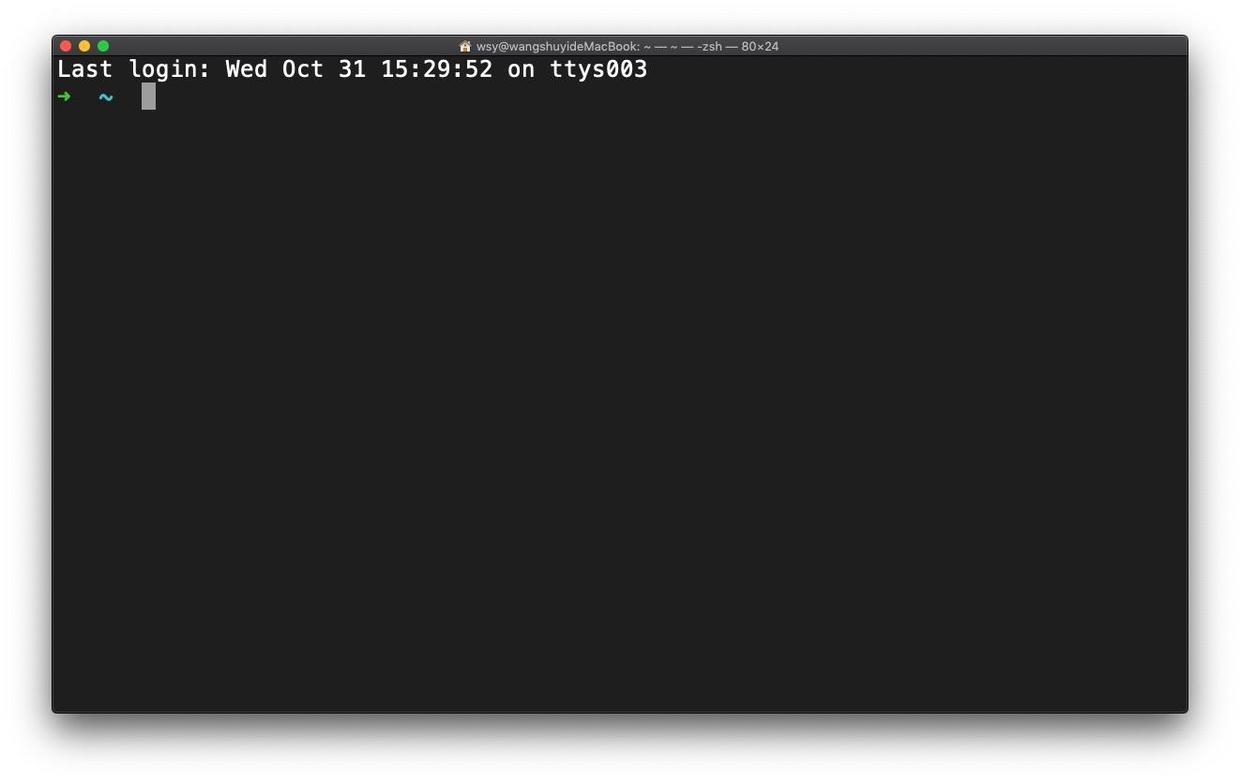 wsy@wangshuyideMacBook: ~ — ~ — -zsh — 80×24
Last login: Wed Oct 31 15:29:52 on ttys003
➜  ~